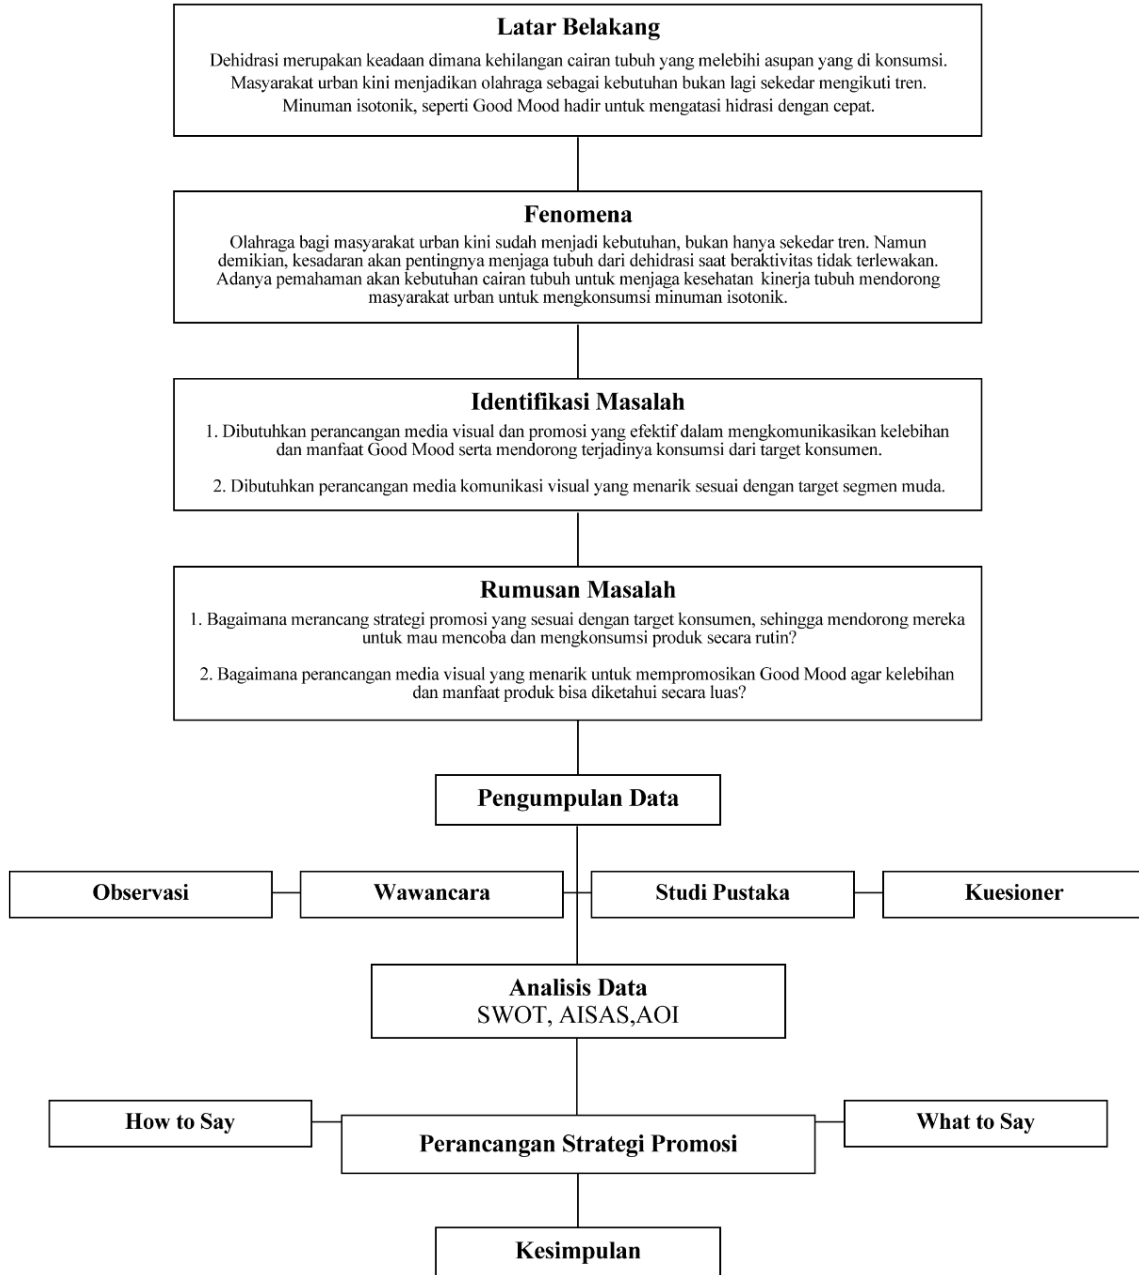 Latar Belakang
Dehidrasi merupakan keadaan dimana kehilangan cairan tubuh yang melebihi asupan yang di konsumsi.
Masyarakat urban kini menjadikan olahraga sebagai kebutuhan bukan lagi sekedar mengikuti tren.
Minuman isotonik, seperti Good Mood hadir untuk mengatasi hidrasi dengan cepat.
Fenomena
Olahraga bagi masyarakat urban kini sudah menjadi kebutuhan, bukan hanya sekedar tren. Namun
demikian, kesadaran akan pentingnya menjaga tubuh dari dehidrasi saat beraktivitas tidak terlewakan.
Adanya pemahaman akan kebutuhan cairan tubuh untuk menjaga kesehatan kinerja tubuh mendorong
masyarakat urban untuk mengkonsumsi minuman isotonik.
Identifikasi Masalah
1. Dibutuhkan perancangan media visual dan promosi yang efektif dalam mengkomunikasikan kelebihan
dan manfaat Good Mood serta mendorong terjadinya konsumsi dari target konsumen.
2. Dibutuhkan perancangan media komunikasi visual yang menarik sesuai dengan target segmen muda.
Rumusan Masalah
1. Bagaimana merancang strategi promosi yang sesuai dengan target konsumen, sehingga mendorong mereka
untuk mau mencoba dan mengkonsumsi produk secara rutin?
2. Bagaimana perancangan media visual yang menarik untuk mempromosikan Good Mood agar kelebihan
dan manfaat produk bisa diketahui secara luas?
Pengumpulan Data
Observasi
Wawancara
Studi Pustaka
Kuesioner
Analisis Data
SWOT, AISAS,AOI
How to Say
What to Say
Perancangan Strategi Promosi
Kesimpulan